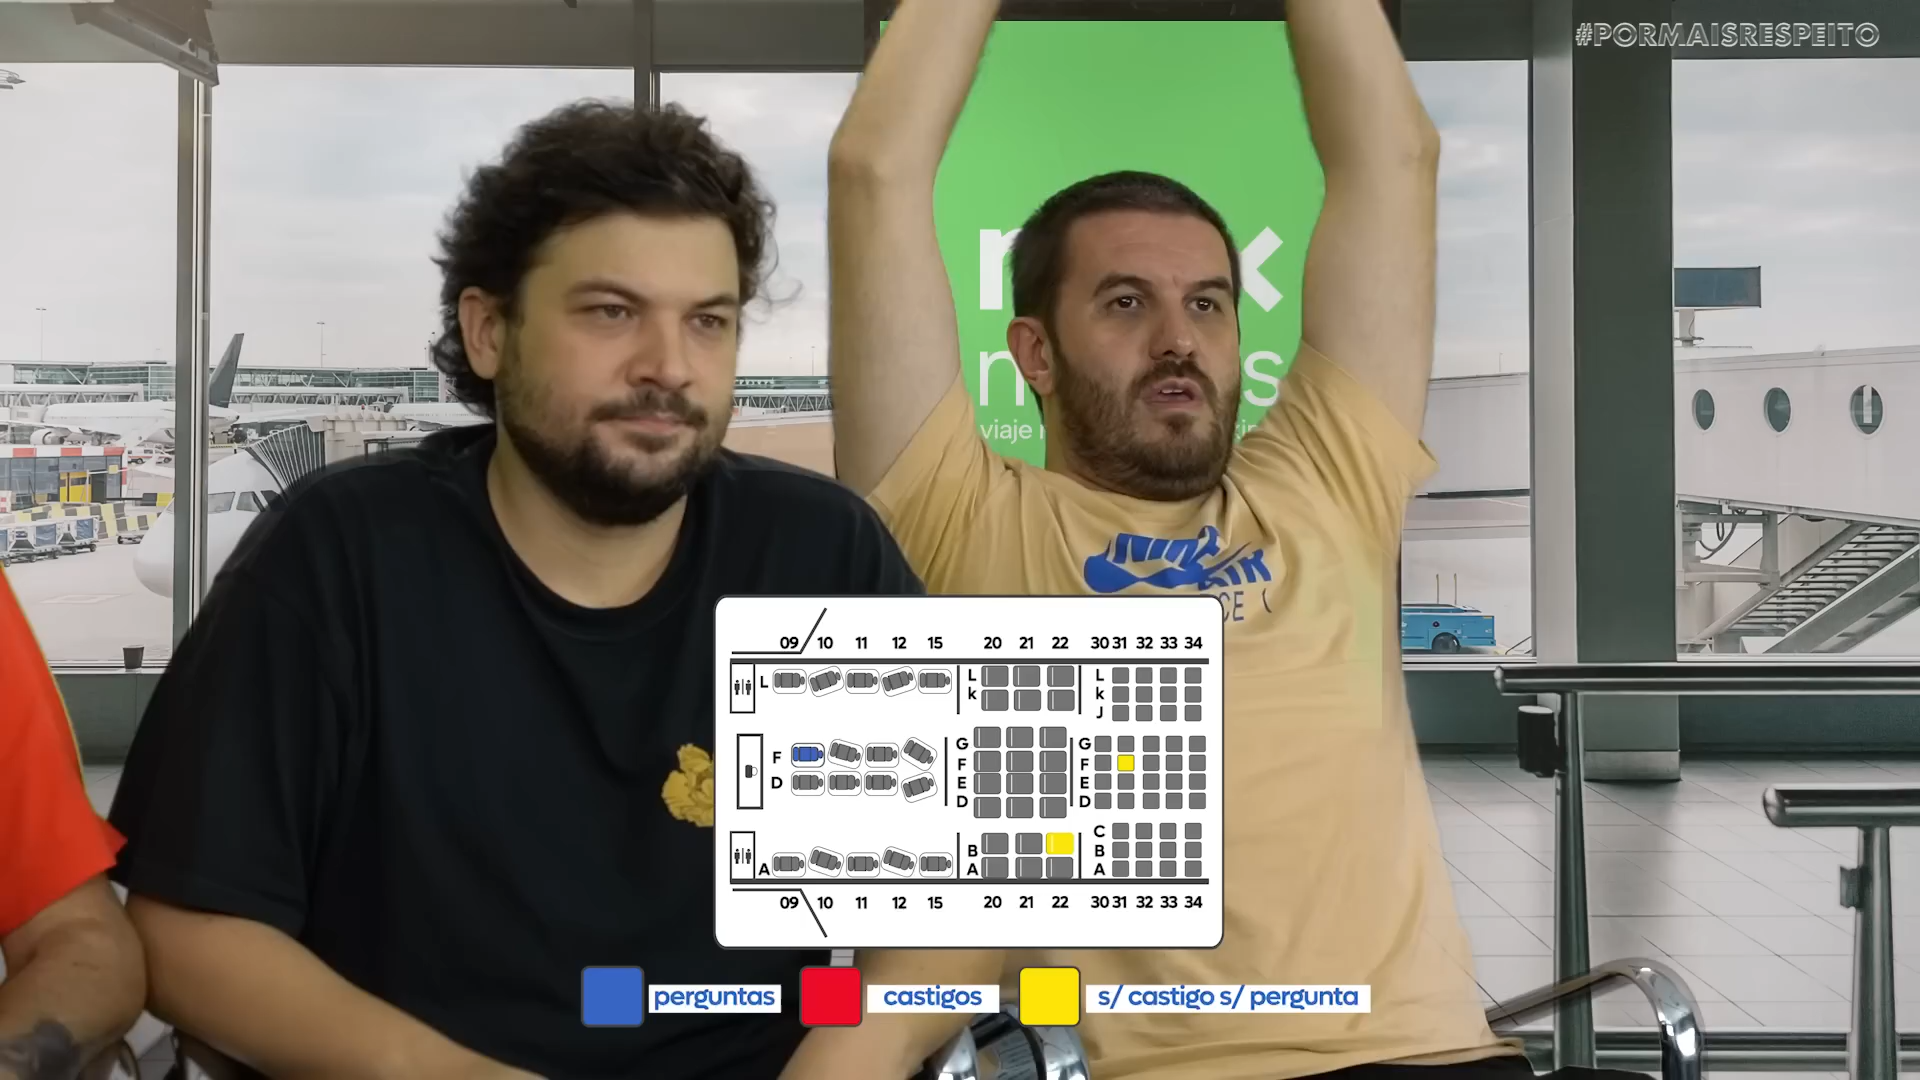 #PORMAISRESPEITO
viaje
09 10 11 12 15 20 21 22 30 31 32 33 34
L L L
k k
J
G G
F F F
E E
D D D
C
B B
A A A
09 10 11 12 15 20 21 22 30 31 32 33 34
perguntas castigos s/ castigo s/ pergunta